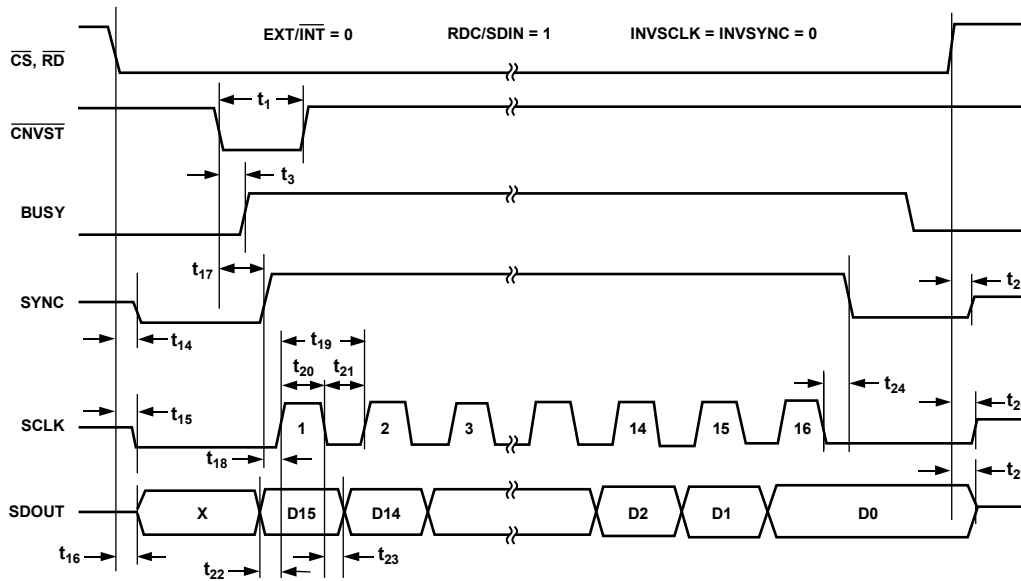 EXT/INT = 0 RDC/SDIN = 1 INVSCLK = INVSYNC = 0
CS, RD
t1
CNVST
t3
BUSY
t17
t2
SYNC
t14
t19
t20 t21
t24
t15
t2
SCLK
1 2 3 14 15 16
t18
t2
SDOUT
X D15 D14 D2 D1 D0
t16
t22
t23